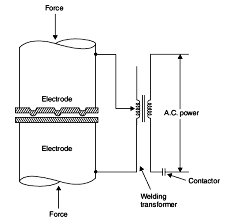 Force
Electrode
A.C. power
Electrode
Contactor
Welding
transformer
Force